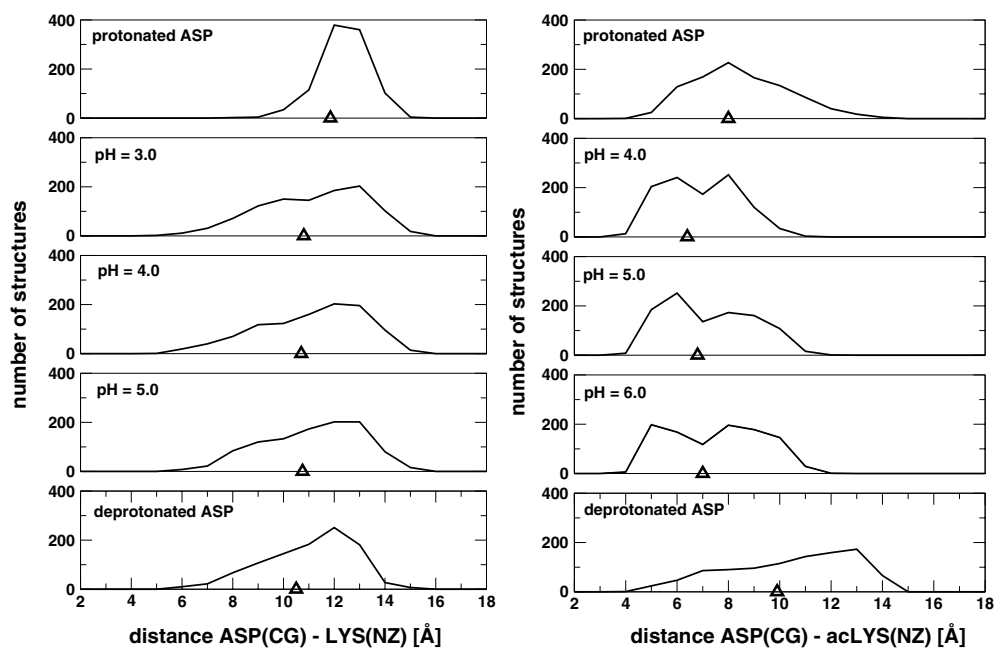 400
protonated ASP
200
0
400
pH = 3.0
200
0
400
pH = 4.0
200
0
400
pH = 5.0
200
0
400
deprotonated ASP
200
0
2 4 6 8 10 12 14 16 18
distance ASP(CG) - LYS(NZ) [Å]
number of structures
400
protonated ASP
200
0
400
pH = 4.0
200
0
400
pH = 5.0
200
0
400
pH = 6.0
200
0
400
deprotonated ASP
200
0
2 4 6 8 10 12 14 16 18
distance ASP(CG) - acLYS(NZ) [Å]
number of structures